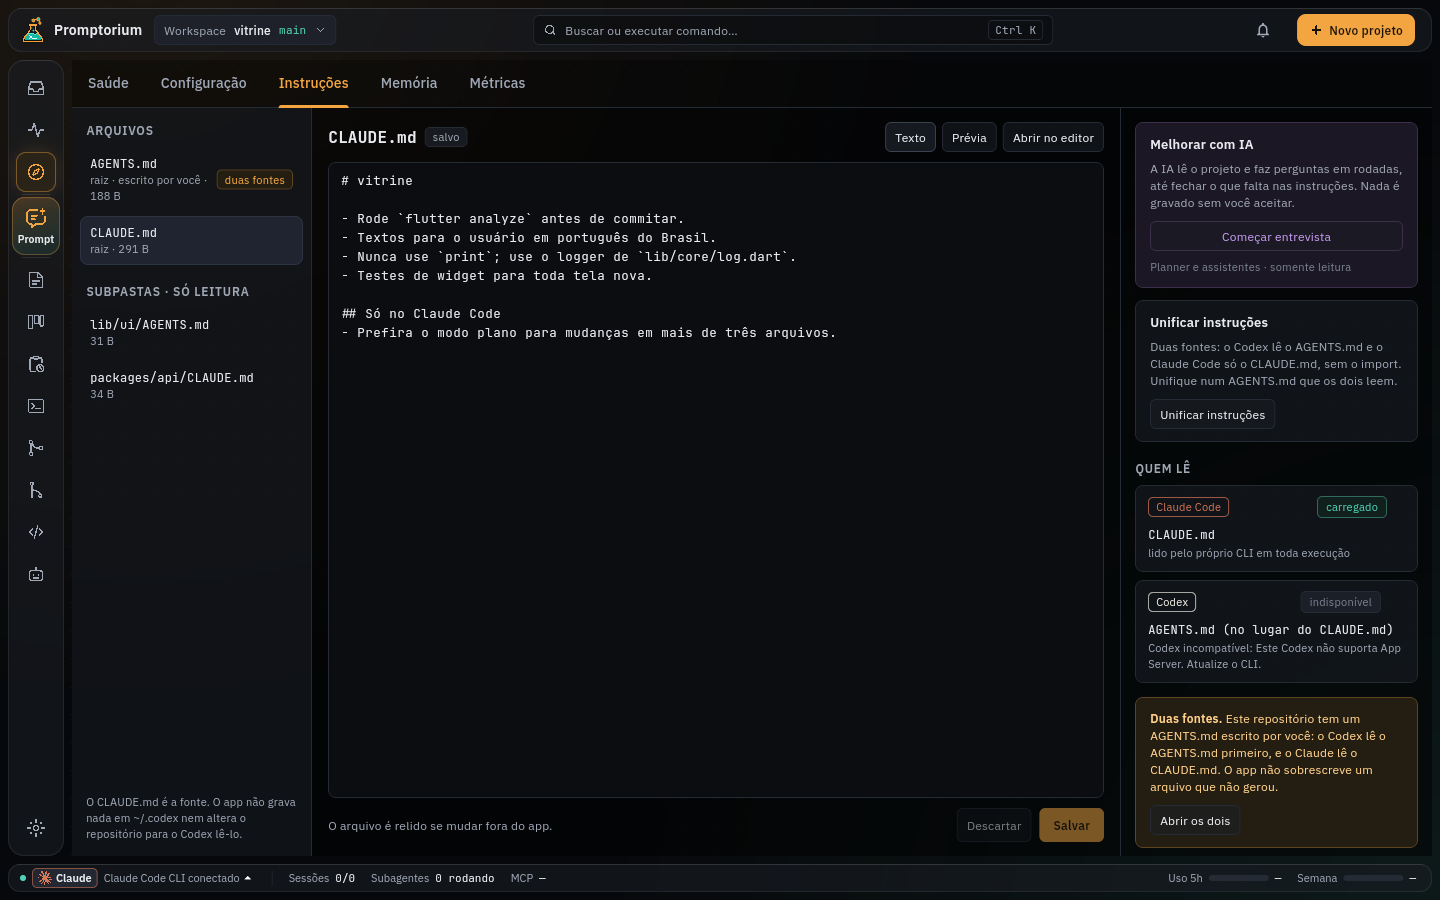 Promptorium
Workspace vitrine main
Buscar ou executar comando...
Ctrl K
+ Novo projeto
Saúde
Configuração
Instruções
Memória
Métricas
Prompt
ARQUIVOS
AGENTS.md
raiz · escrito por você ·
188 B
duas fontes
CLAUDE.md
raiz · 291 B
SUBPASTAS · SÓ LEITURA
lib/ui/AGENTS.md
31 B
packages/api/CLAUDE.md
34 B
O CLAUDE.md é a fonte. O app não grava
nada em ~/.codex nem altera o
repositório para o Codex lê-lo.
CLAUDE.md salvo
Texto
Prévia
Abrir no editor
# vitrine
- Rode `flutter analyze` antes de commitar.
- Textos para o usuário em português do Brasil.
- Nunca use `print`; use o logger de `lib/core/log.dart`.
- Testes de widget para toda tela nova.
## Só no Claude Code
- Prefira o modo plano para mudanças em mais de três arquivos.
O arquivo é relido se mudar fora do app.
Descartar
Salvar
Melhorar com IA
A IA lê o projeto e faz perguntas em rodadas,
até fechar o que falta nas instruções. Nada é
gravado sem você aceitar.
Começar entrevista
Planner e assistentes · somente leitura
Unificar instruções
Duas fontes: o Codex lê o AGENTS.md e o
Claude Code só o CLAUDE.md, sem o import.
Unifique num AGENTS.md que os dois leem.
Unificar instruções
QUEM LÊ
Claude Code
carregado
CLAUDE.md
lido pelo próprio CLI em toda execução
Codex
indisponível
AGENTS.md (no lugar do CLAUDE.md)
Codex incompatível: Este Codex não suporta App
Server. Atualize o CLI.
Duas fontes. Este repositório tem um
AGENTS.md escrito por você: o Codex lê o
AGENTS.md primeiro, e o Claude lê o
CLAUDE.md. O app não sobrescreve um
arquivo que não gerou.
Abrir os dois
Claude
Claude Code CLI conectado
Sessões 0/0
Subagentes 0 rodando
MCP —
Uso 5h —
Semana —